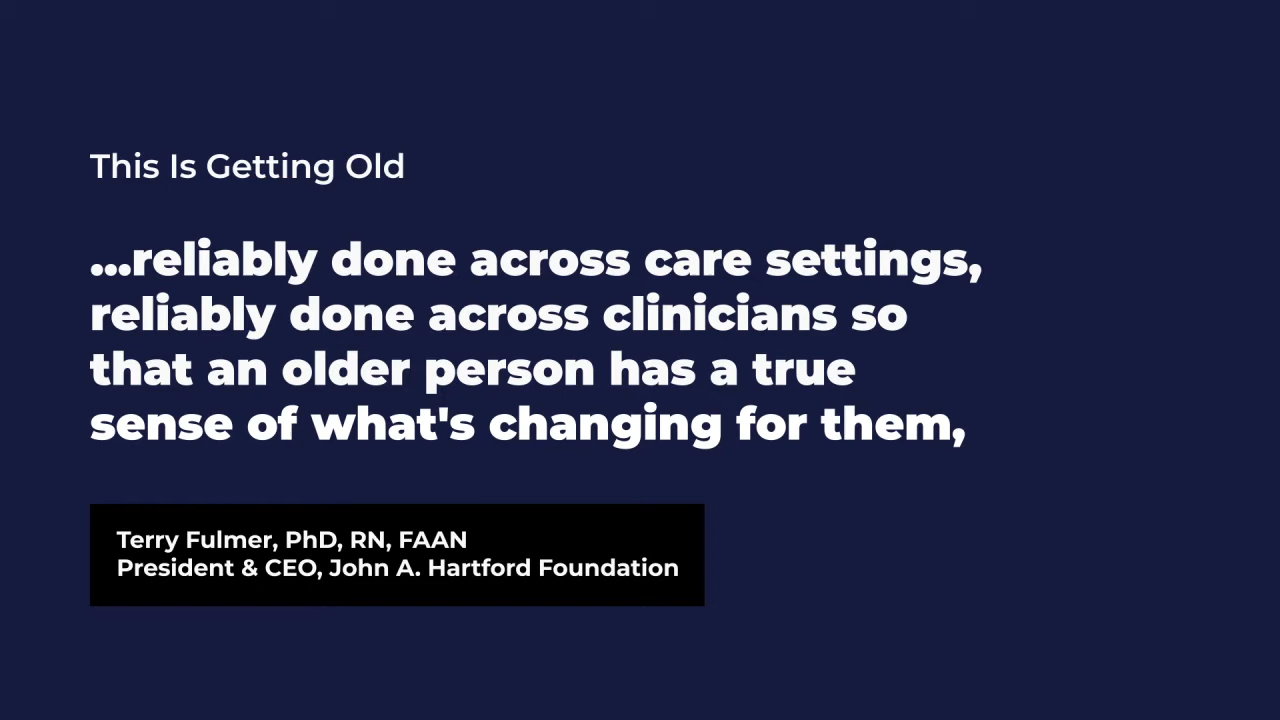 This Is Getting Old
...reliably done across care settings,
reliably done across clinicians so
that an older person has a true
sense of what's changing for them,
Terry Fulmer, PhD, RN, FAAN
President & CEO, John A. Hartford Foundation